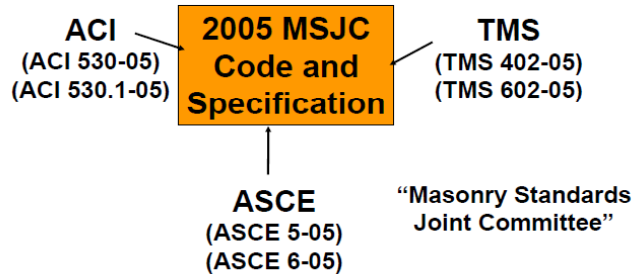 ACI
(ACI 530-05)
(ACI 530.1-05)
2005 MSJC
Code and
Specification
TMS
(TMS 402-05)
(TMS 602-05)
ASCE
(ASCE 5-05)
(ASCE 6-05)
“Masonry Standards
Joint Committee”